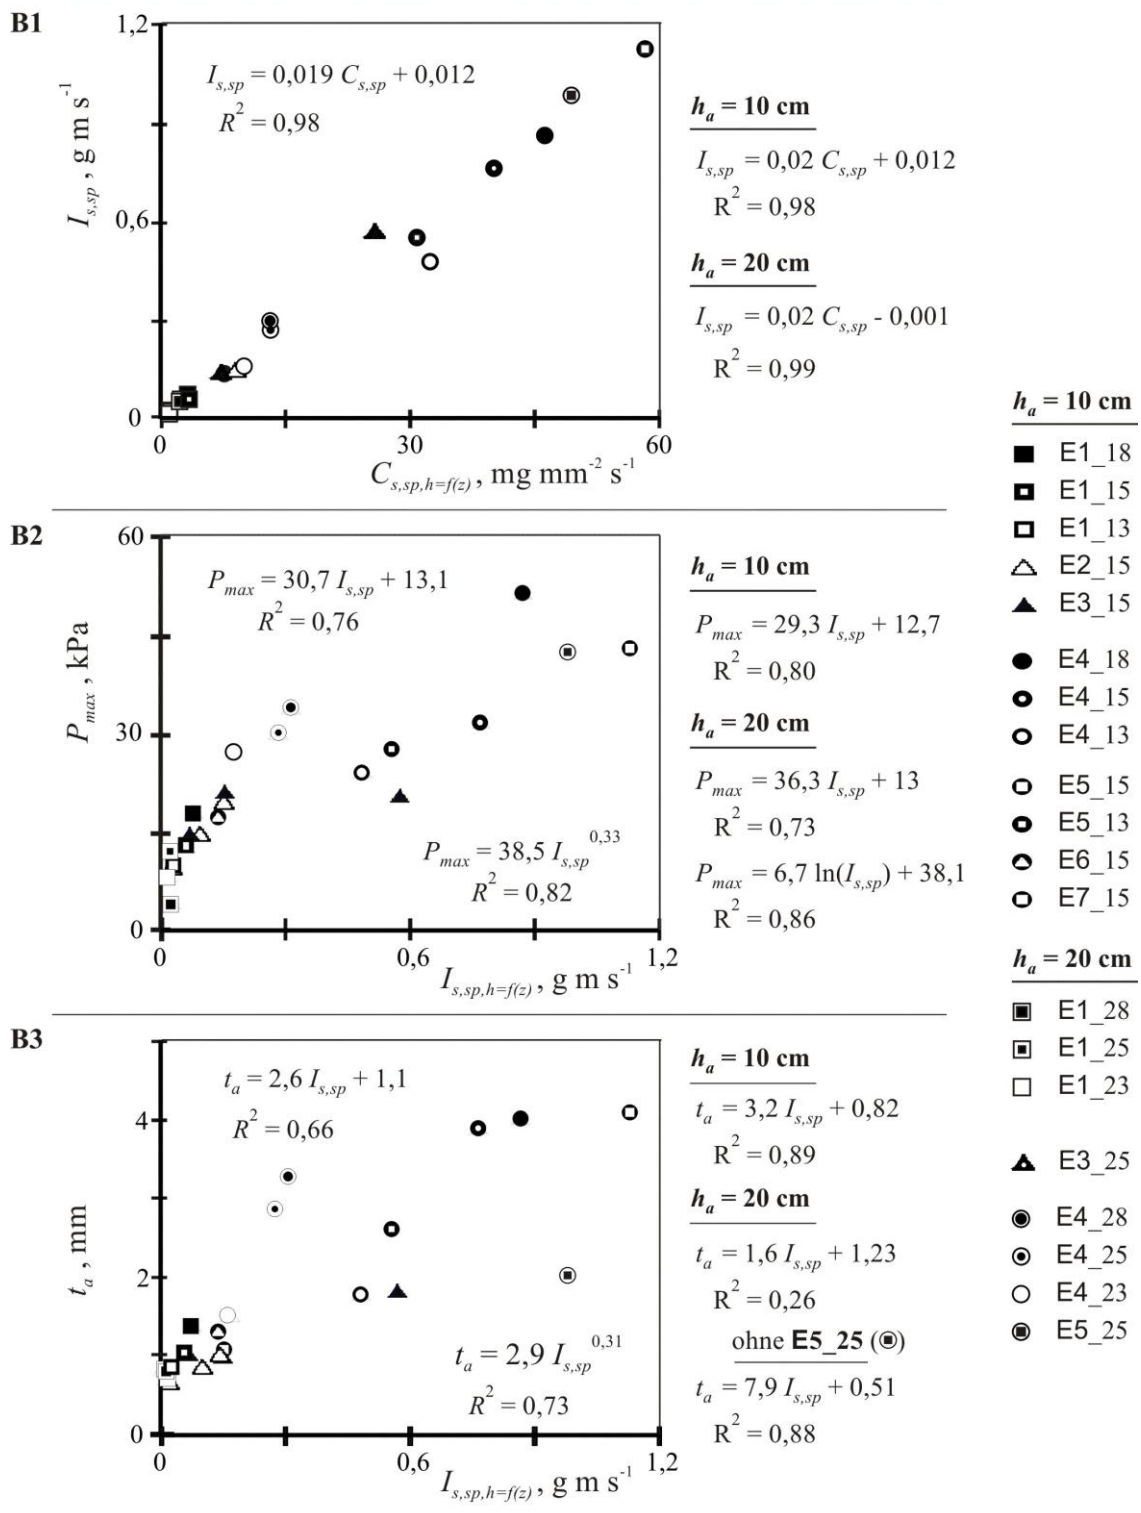 B1
1,2
0,6
0
I_s,sp , g m s^-1
I_s,sp = 0,019 C_s,sp + 0,012
R^2 = 0,98
0 30 60
C_s,sp,h=f(z) , mg mm^-2 s^-1
h_a = 10 cm
I_s,sp = 0,02 C_s,sp + 0,012
R^2 = 0,98
h_a = 20 cm
I_s,sp = 0,02 C_s,sp - 0,001
R^2 = 0,99
B2
60
30
0
P_max , kPa
P_max = 30,7 I_s,sp + 13,1
R^2 = 0,76
P_max = 38,5 I_s,sp^0,33
R^2 = 0,82
0 0,6 1,2
I_s,sp,h=f(z) , g m s^-1
h_a = 10 cm
P_max = 29,3 I_s,sp + 12,7
R^2 = 0,80
h_a = 20 cm
P_max = 36,3 I_s,sp + 13
R^2 = 0,73
P_max = 6,7 ln(I_s,sp) + 38,1
R^2 = 0,86
B3
4
2
0
t_a , mm
t_a = 2,6 I_s,sp + 1,1
R^2 = 0,66
t_a = 2,9 I_s,sp^0,31
R^2 = 0,73
0 0,6 1,2
I_s,sp,h=f(z) , g m s^-1
h_a = 10 cm
t_a = 3,2 I_s,sp + 0,82
R^2 = 0,89
h_a = 20 cm
t_a = 1,6 I_s,sp + 1,23
R^2 = 0,26
ohne E5_25 ( )
t_a = 7,9 I_s,sp + 0,51
R^2 = 0,88
h_a = 10 cm
E1_18
E1_15
E1_13
E2_15
E3_15
E4_18
E4_15
E4_13
E5_15
E5_13
E6_15
E7_15
h_a = 20 cm
E1_28
E1_25
E1_23
E3_25
E4_28
E4_25
E4_23
E5_25